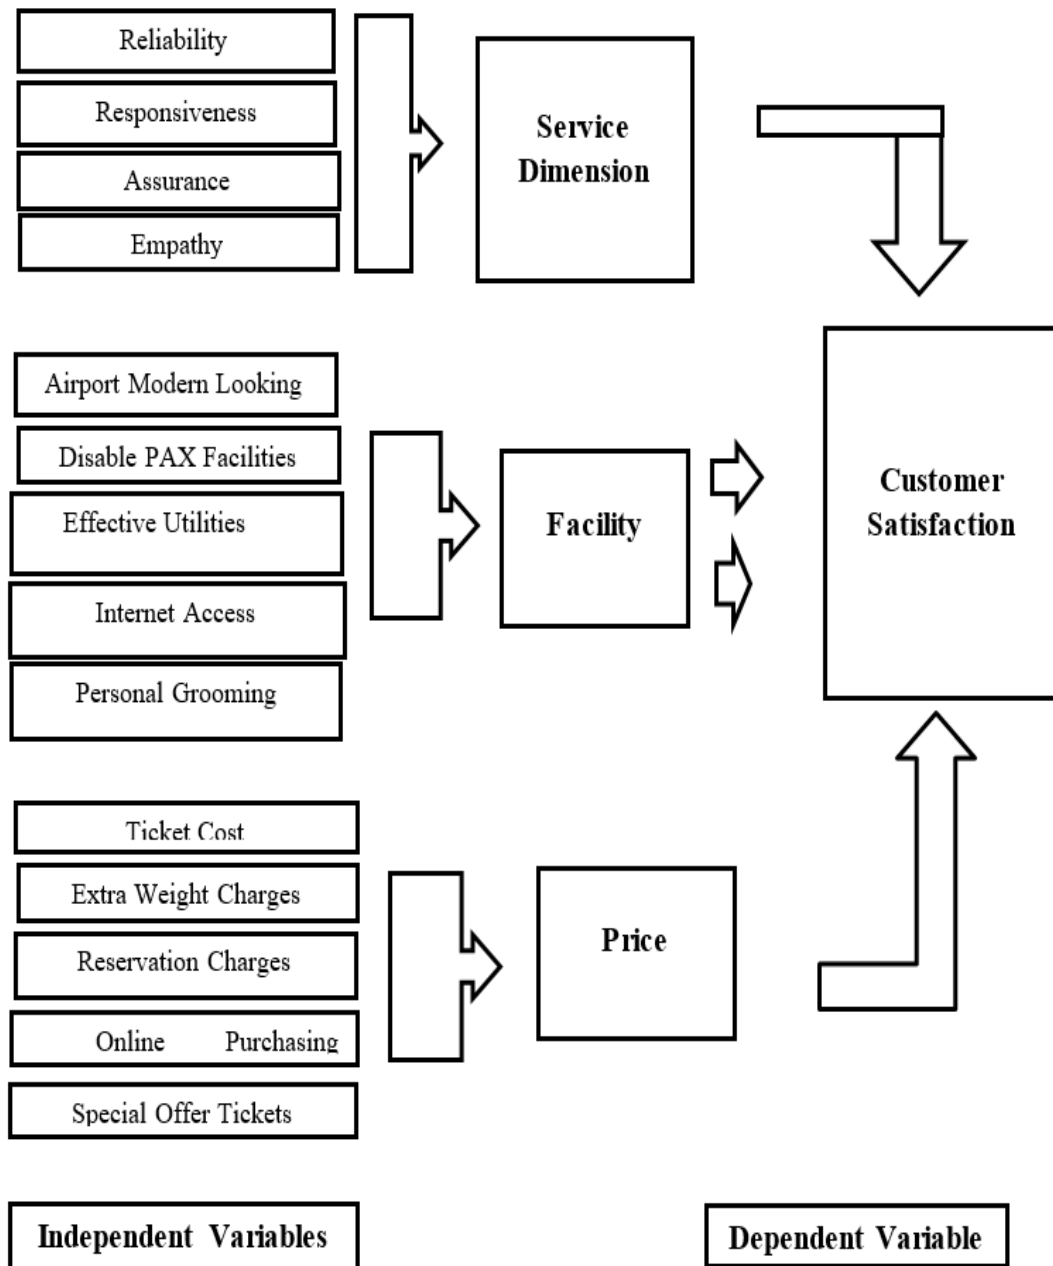 Reliability
Responsiveness
Assurance
Empathy
Service
Dimension
Airport Modern Looking
Disable PAX Facilities
Effective Utilities
Internet Access
Personal Grooming
Facility
Customer
Satisfaction
Ticket Cost
Extra Weight Charges
Reservation Charges
Online Purchasing
Special Offer Tickets
Price
Independent Variables
Dependent Variable